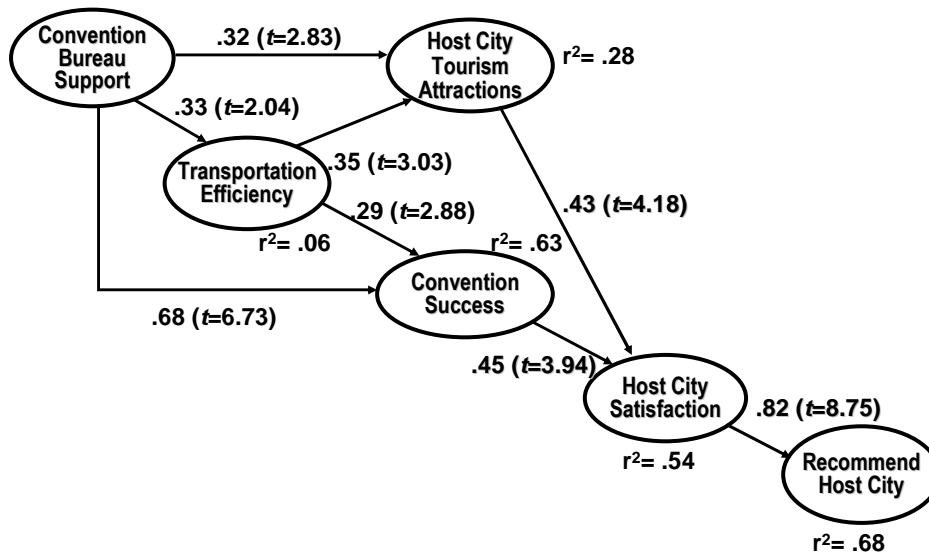 Convention
Bureau
Support
.32 (t=2.83)
Host City
Tourism
Attractions
r²= .28
.33 (t=2.04)
Transportation
Efficiency
.35 (t=3.03)
r²= .06
.29 (t=2.88)
.43 (t=4.18)
r²= .63
Convention
Success
.68 (t=6.73)
.45 (t=3.94)
Host City
Satisfaction
.82 (t=8.75)
r²= .54
Recommend
Host City
r²= .68